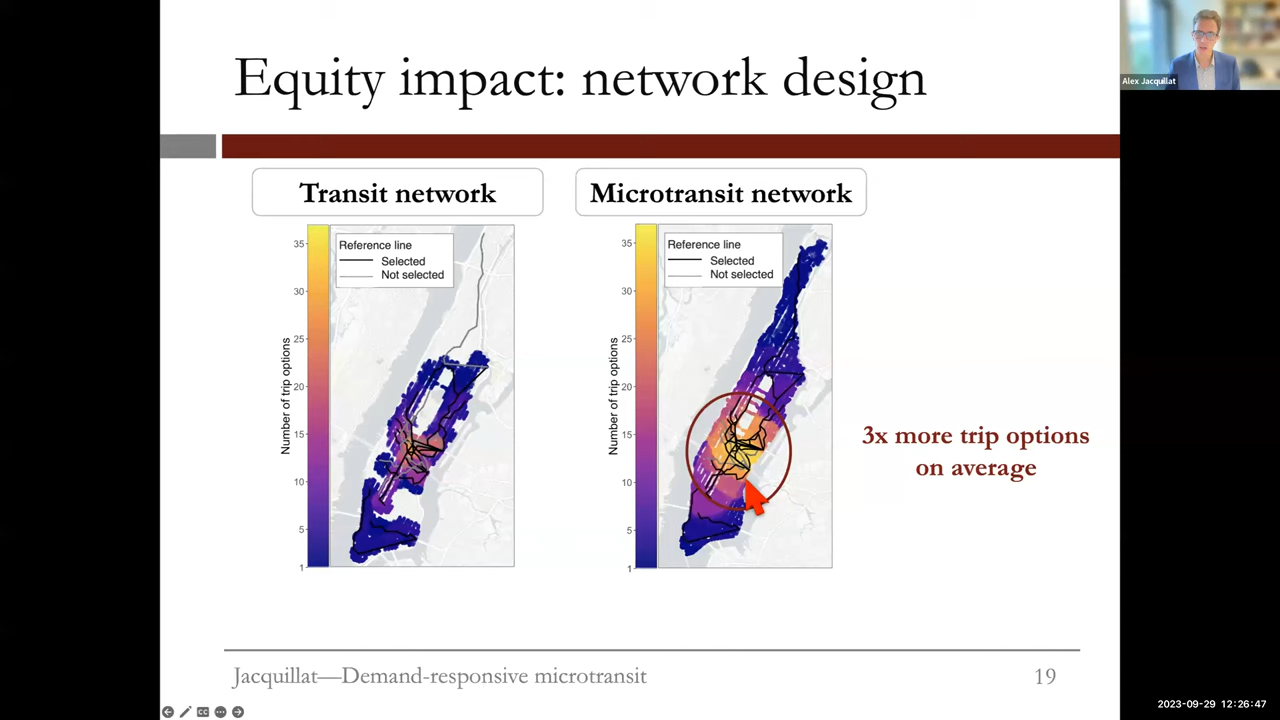 Equity impact: network design
Alex Jacquillat
Transit network
Microtransit network
Number of trip options
35
30
25
20
15
10
5
1
Reference line
Selected
Not selected
Number of trip options
35
30
25
20
15
10
5
1
Reference line
Selected
Not selected
3x more trip options
on average
Jacquillat—Demand-responsive microtransit
19
CC
2023-09-29 12:26:47